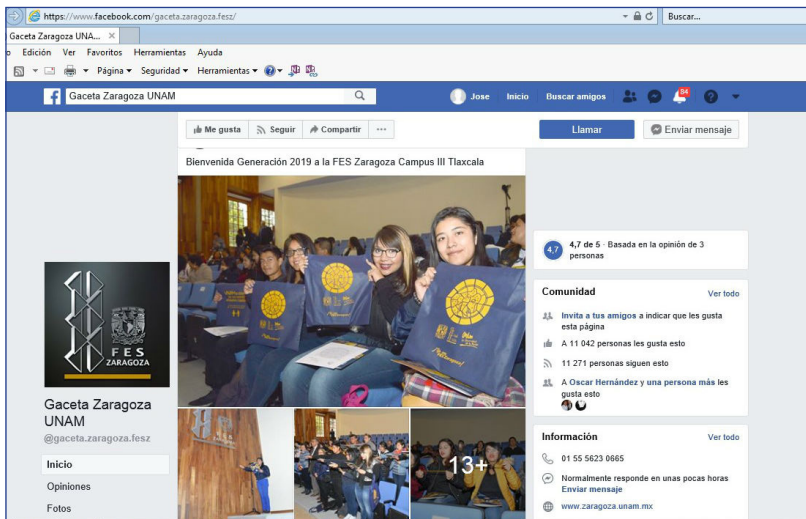 https://www.facebook.com/gaceta.zaragoza.fesz/
Buscar...
Gaceta Zaragoza UNA...
Edición Ver Favoritos Herramientas Ayuda
Página Seguridad Herramientas
Gaceta Zaragoza UNAM
Jose Inicio Buscar amigos 84
Me gusta Seguir Compartir ...
Llamar Enviar mensaje
Bienvenida Generación 2019 a la FES Zaragoza Campus III Tlaxcala
13+
FES
ZARAGOZA
Gaceta Zaragoza
UNAM
@gaceta.zaragoza.fesz
Inicio
Opiniones
Fotos
4,7
4,7 de 5 · Basada en la opinión de 3
personas
Comunidad Ver todo
Invita a tus amigos a indicar que les gusta
esta página
A 11 042 personas les gusta esto
11 271 personas siguen esto
A Oscar Hernández y una persona más les
gusta esto
Información Ver todo
01 55 5623 0665
Normalmente responde en unas pocas horas
Enviar mensaje
www.zaragoza.unam.mx